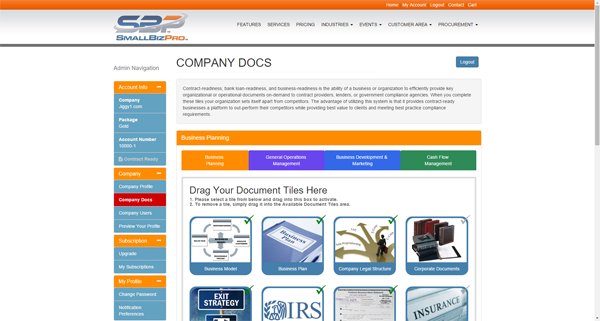 Home My Account Logout Contact Cart
SBP
SMALLBIZPRO
FEATURES SERVICES PRICING INDUSTRIES EVENTS CUSTOMER AREA PROCUREMENT
Admin Navigation
Account info
Company
Jiggy1.com
Package
Gold
Account Number
10000-1
Contract Ready
Company
Company Profile
Company Docs
Company Users
Preview Your Profile
Subscription
Upgrade
My Subscriptions
My Profile
Change Password
Notification
Preferences
COMPANY DOCS
Logout
Contract-readiness, bank loan-readiness, and business-readiness is the ability of a business or organization to efficiently provide key
organizational or operational documents on-demand to contract providers, lenders, or government compliance agencies. When you complete
these files your organization sets itself apart from competitors. The advantage of utilizing this system is that it provides contract-ready
businesses a platform to out-perform their competitors while providing best value to clients and meeting best practice compliance
requirements.
Business Planning
Business
Planning
General Operations
Management
Business Development &
Marketing
Cash Flow
Management
Drag Your Document Tiles Here
1. Please select a tile from below and drag into this box to activate.
2. To remove a tile, simply drag it into the Available Document Tiles area.
Business Model
Business Plan
Business Plan
Company Legal Structure
Corporate Documents
EXIT
STRATEGY
IRS
INSURANCE